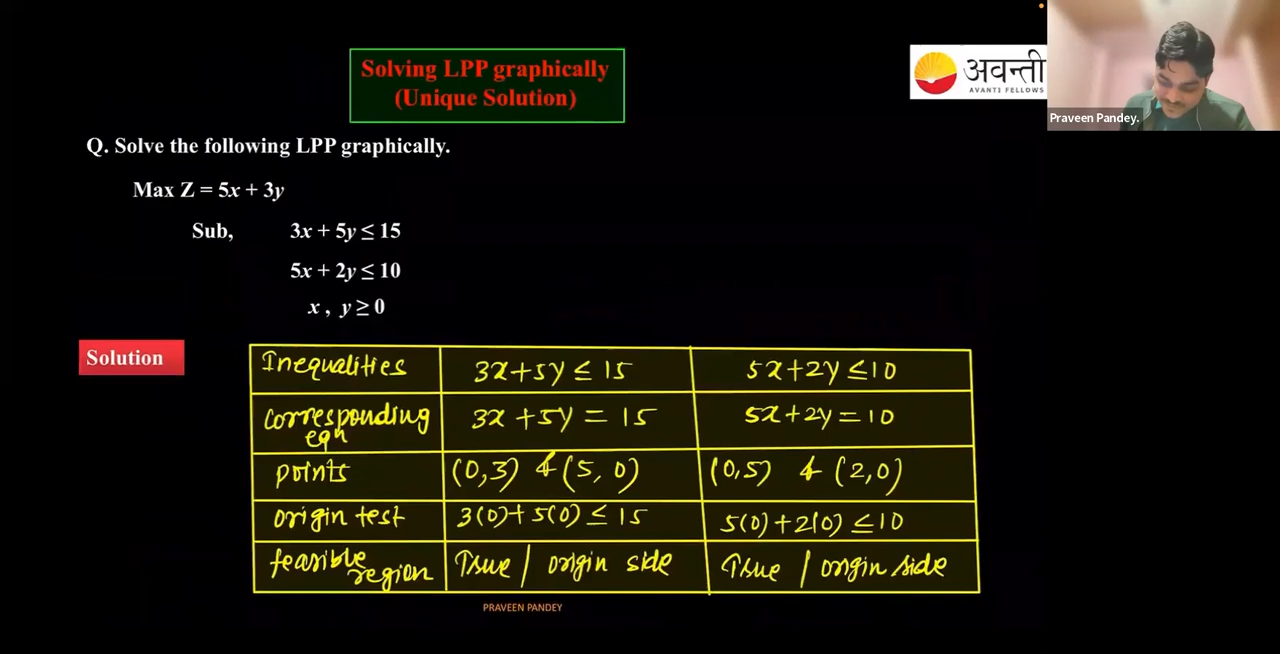 Solving LPP graphically
(Unique Solution)
अवन्ती
AVANTI FELLOWS
Praveen Pandey.
Q. Solve the following LPP graphically.
Max Z = 5x + 3y
Sub, 3x + 5y ≤ 15
5x + 2y ≤ 10
x , y ≥ 0
Solution
Inequalities 3x+5y ≤ 15 5x+2y ≤10
corresponding eqn 3x +5y = 15 5x+2y = 10
points (0,3) & (5, 0) (0,5) & (2,0)
origin test 3(0)+ 5(0) ≤ 15 5(0)+2(0) ≤10
feasible region True / origin side True / origin side
PRAVEEN PANDEY